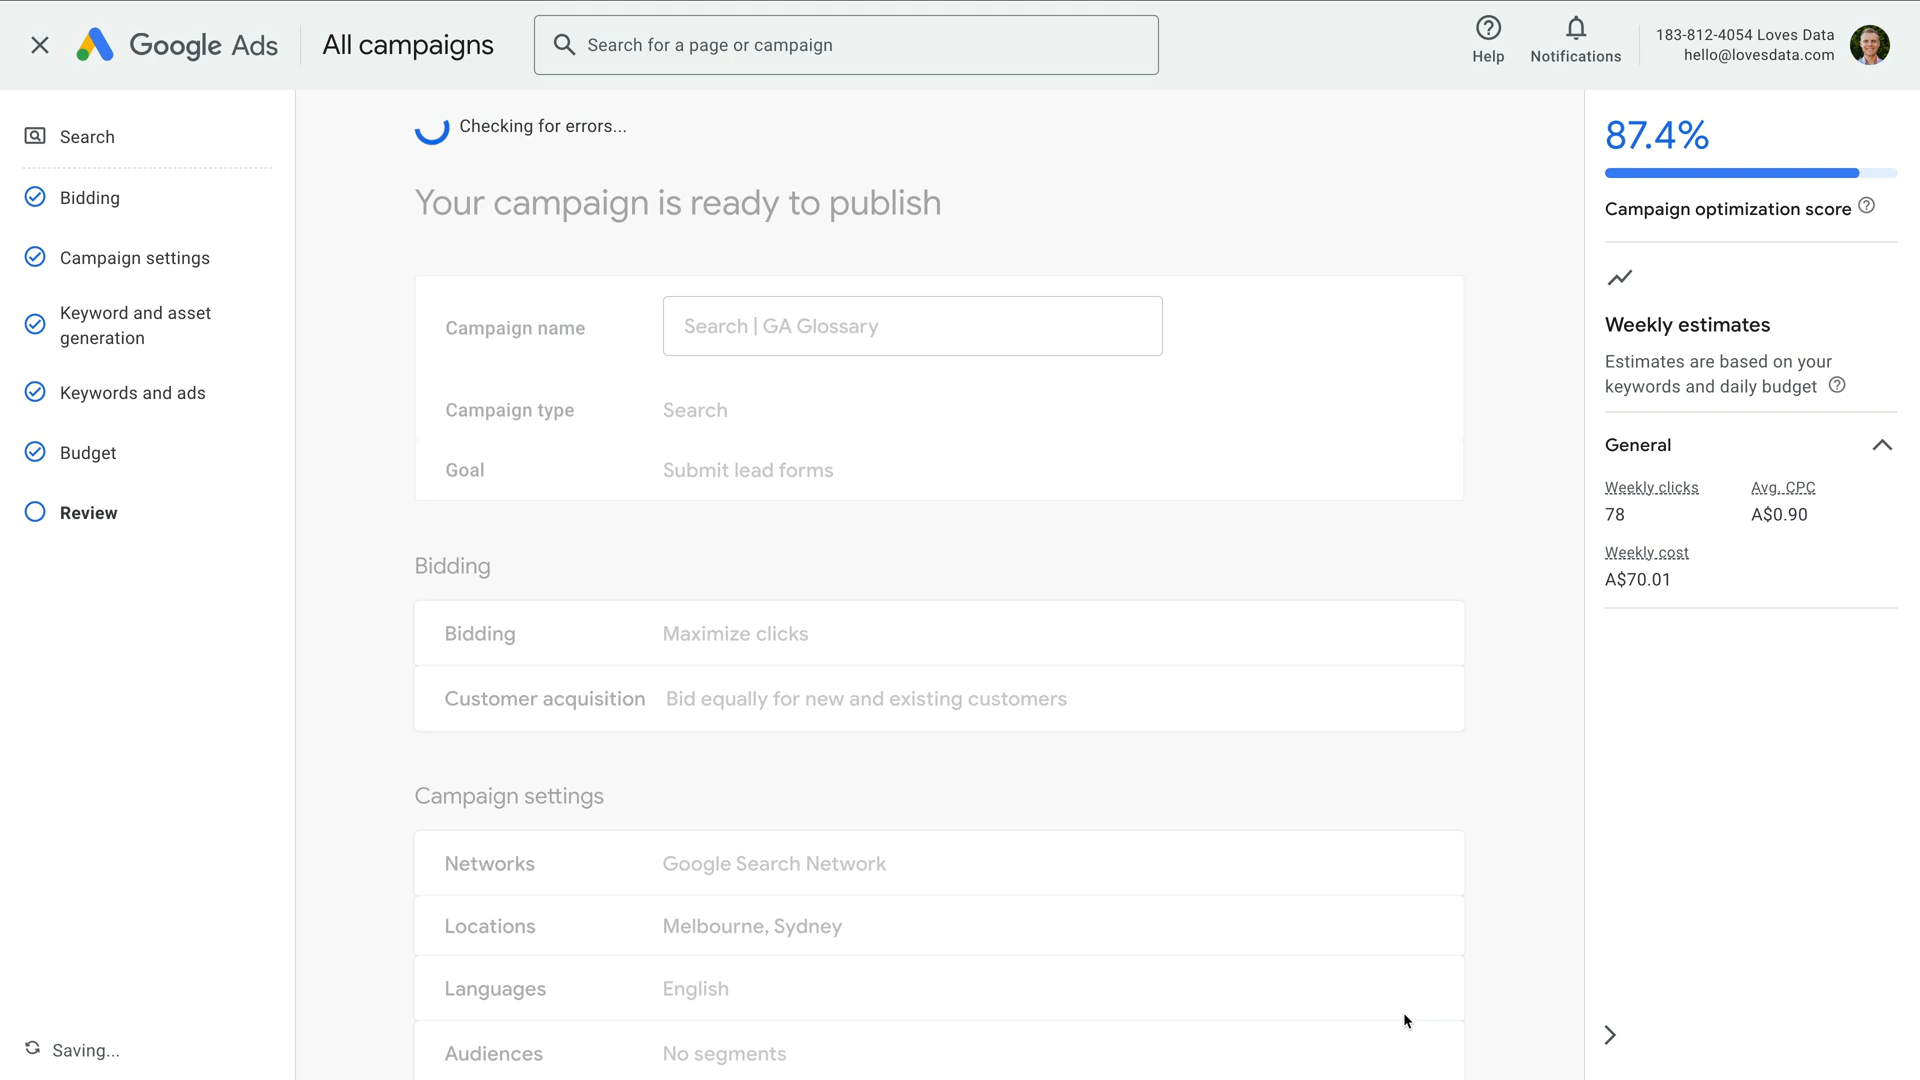 Google Ads
All campaigns
Search for a page or campaign
Help
Notifications
183-812-4054 Loves Data
hello@lovesdata.com
Search
Bidding
Campaign settings
Keyword and asset
generation
Keywords and ads
Budget
Review
Saving...
Checking for errors...
Your campaign is ready to publish
Campaign name
Search | GA Glossary
Campaign type
Search
Goal
Submit lead forms
Bidding
Bidding
Maximize clicks
Customer acquisition
Bid equally for new and existing customers
Campaign settings
Networks
Google Search Network
Locations
Melbourne, Sydney
Languages
English
Audiences
No segments
87.4%
Campaign optimization score
Weekly estimates
Estimates are based on your
keywords and daily budget
General
Weekly clicks
78
Avg. CPC
A$0.90
Weekly cost
A$70.01